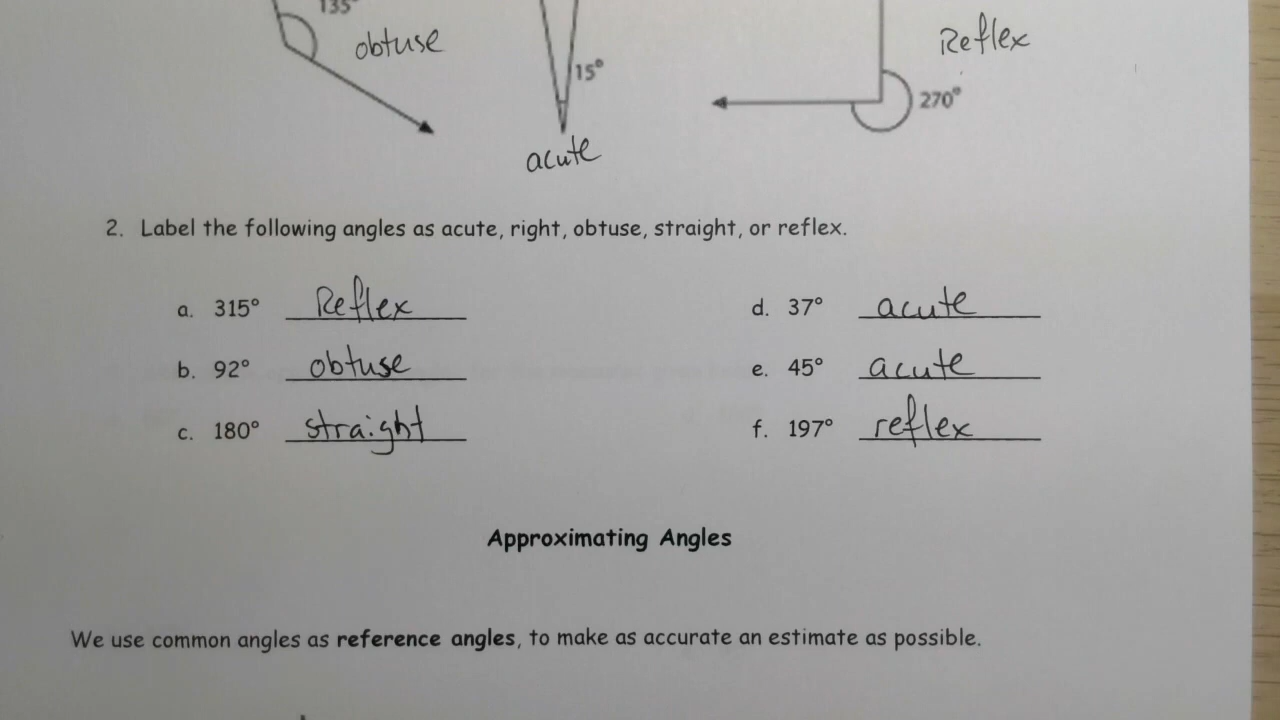 135°
obtuse
15°
acute
Reflex
270°
2. Label the following angles as acute, right, obtuse, straight, or reflex.
a. 315° Reflex
d. 37° acute
b. 92° obtuse
e. 45° acute
c. 180° straight
f. 197° reflex
Approximating Angles
We use common angles as reference angles, to make as accurate an estimate as possible.